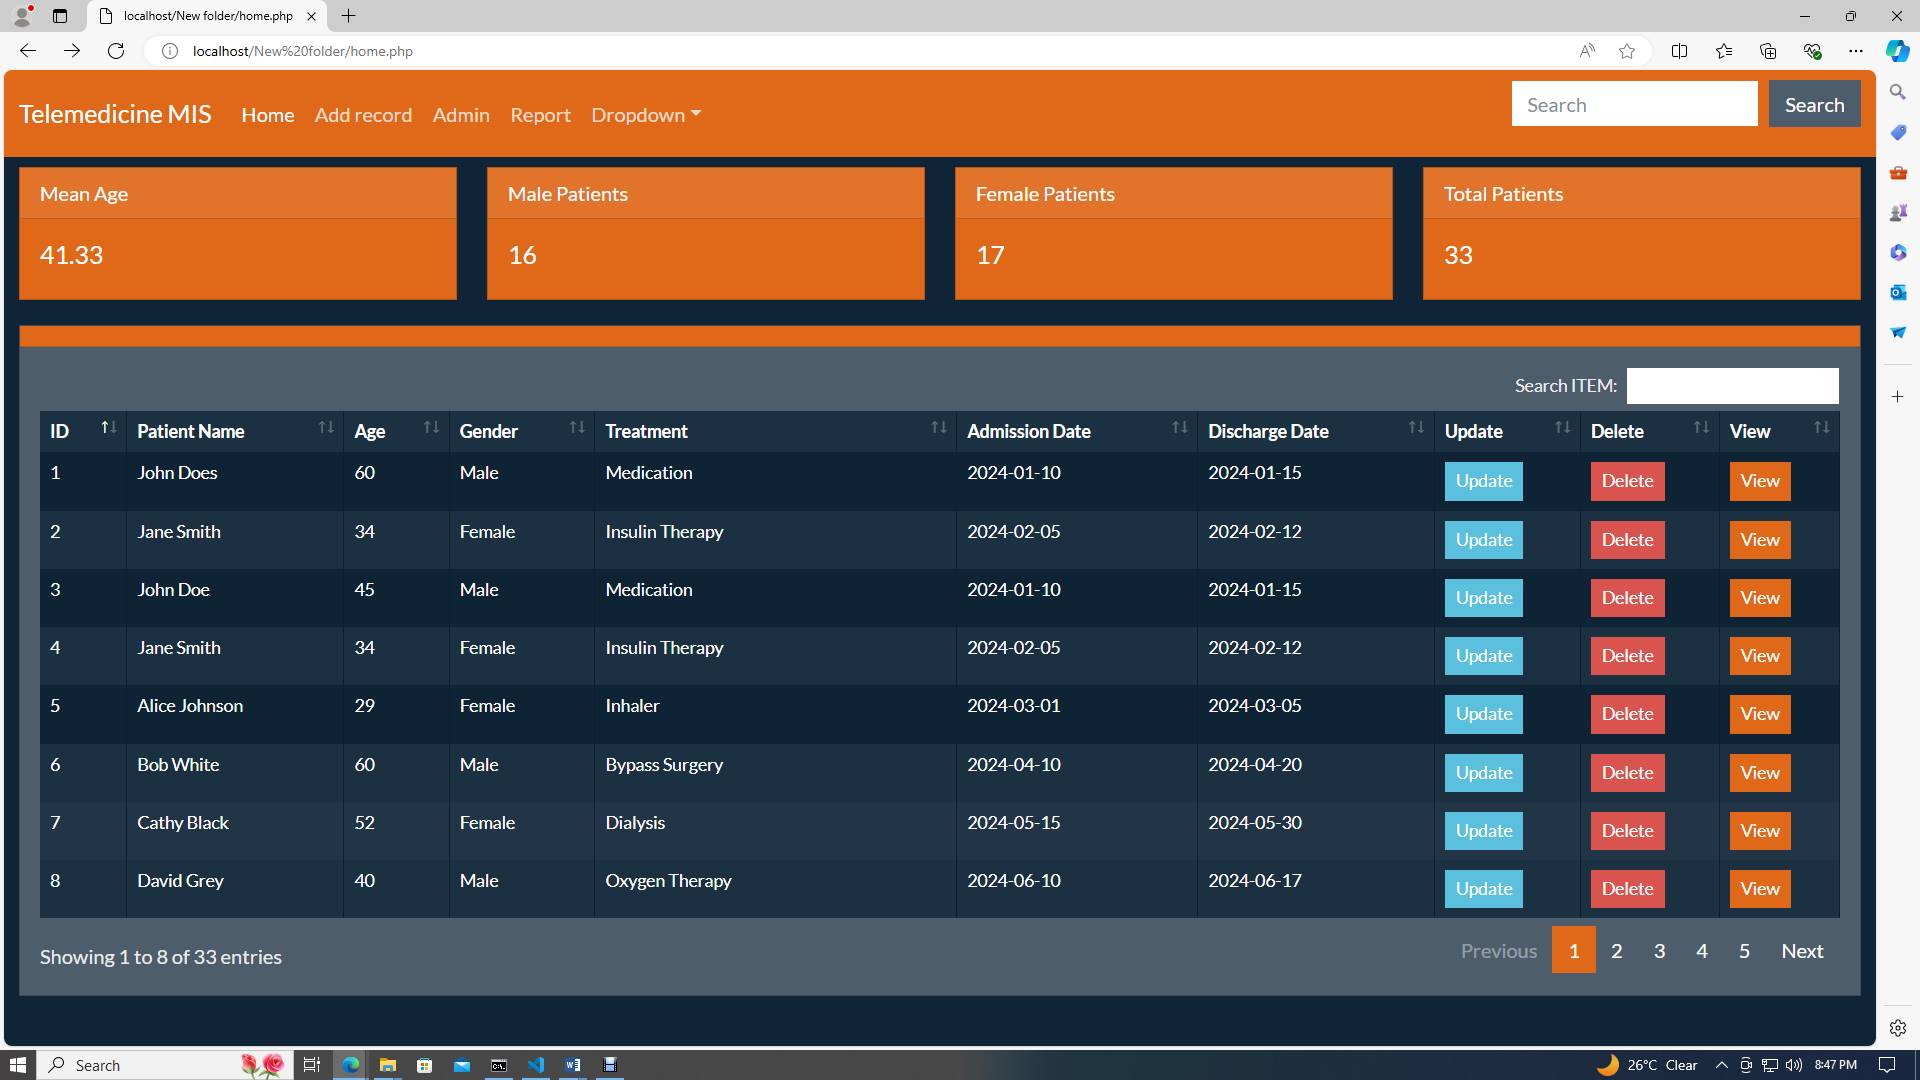 localhost/New folder/home.php
localhost/New%20folder/home.php
Telemedicine MIS Home Add record Admin Report Dropdown Search Search
Mean Age Male Patients Female Patients Total Patients
41.33 16 17 33
Search ITEM:
ID Patient Name Age Gender Treatment Admission Date Discharge Date Update Delete View
1 John Does 60 Male Medication 2024-01-10 2024-01-15 Update Delete View
2 Jane Smith 34 Female Insulin Therapy 2024-02-05 2024-02-12 Update Delete View
3 John Doe 45 Male Medication 2024-01-10 2024-01-15 Update Delete View
4 Jane Smith 34 Female Insulin Therapy 2024-02-05 2024-02-12 Update Delete View
5 Alice Johnson 29 Female Inhaler 2024-03-01 2024-03-05 Update Delete View
6 Bob White 60 Male Bypass Surgery 2024-04-10 2024-04-20 Update Delete View
7 Cathy Black 52 Female Dialysis 2024-05-15 2024-05-30 Update Delete View
8 David Grey 40 Male Oxygen Therapy 2024-06-10 2024-06-17 Update Delete View
Showing 1 to 8 of 33 entries Previous 1 2 3 4 5 Next
Search 26°C Clear 8:47 PM